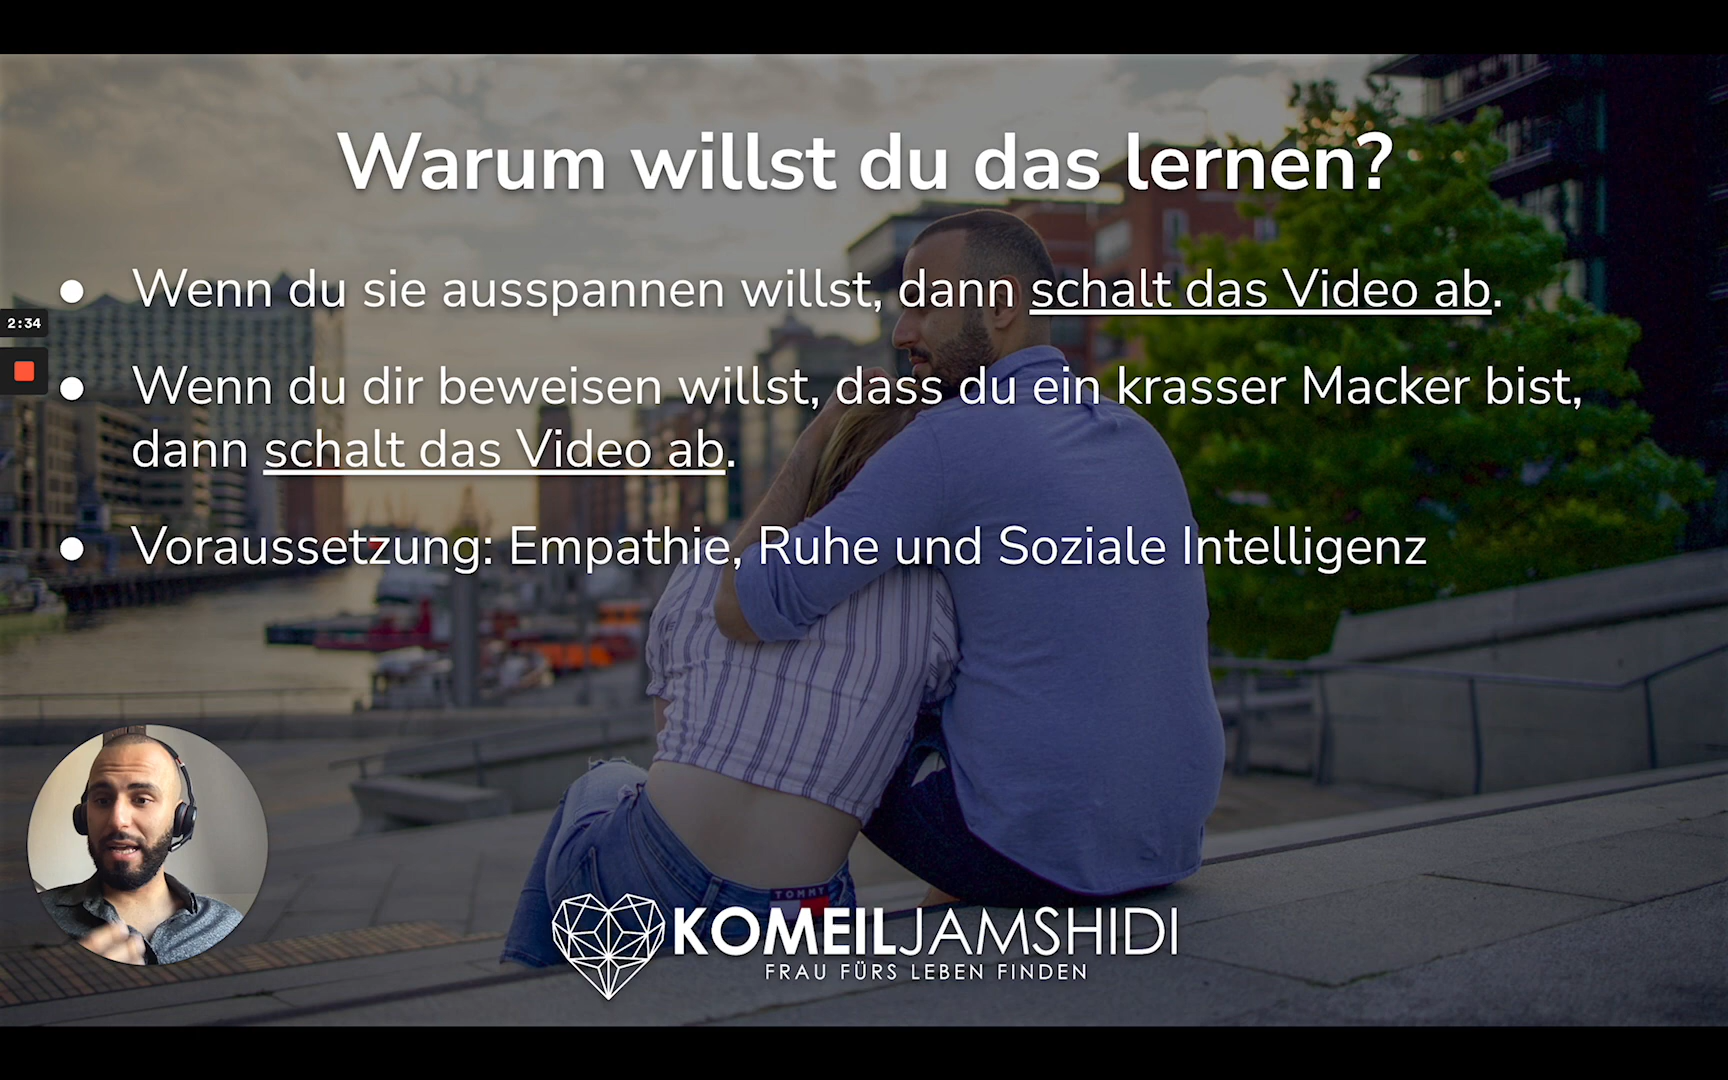 Warum willst du das lernen?
● Wenn du sie ausspannen willst, dann schalt das Video ab.
2:34
● Wenn du dir beweisen willst, dass du ein krasser Macker bist,
dann schalt das Video ab.
● Voraussetzung: Empathie, Ruhe und Soziale Intelligenz
TOMMY
KOMEILJAMSHIDI
FRAU FÜRS LEBEN FINDEN